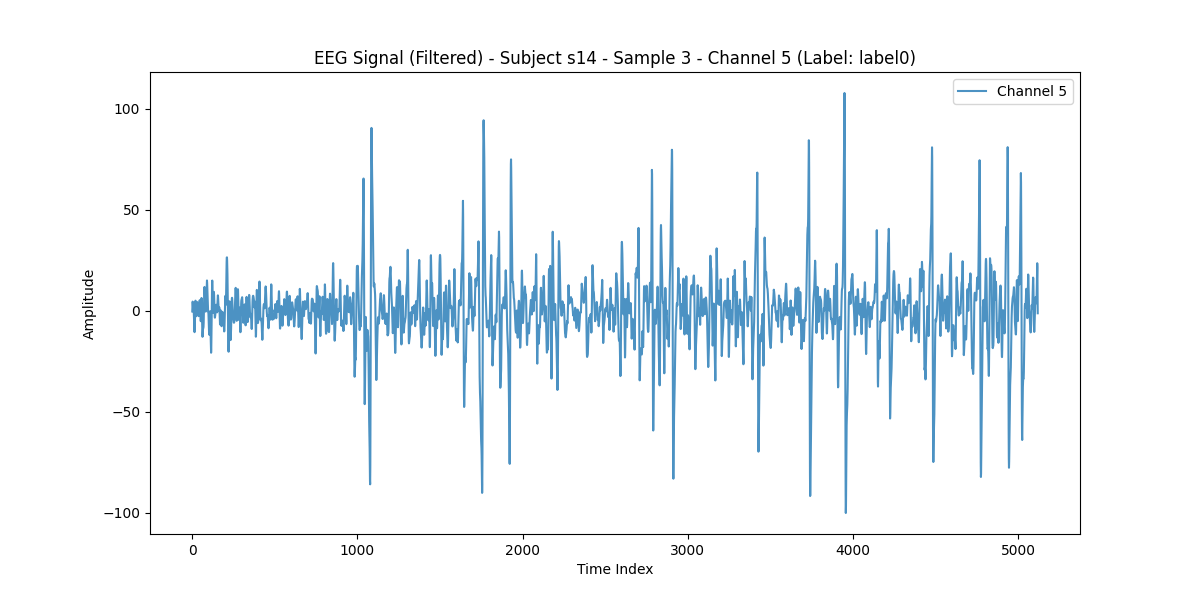 EEG Signal (Filtered) - Subject s14 - Sample 3 - Channel 5 (Label: label0)
Channel 5
Amplitude
100
50
0
−50
−100
0 1000 2000 3000 4000 5000
Time Index